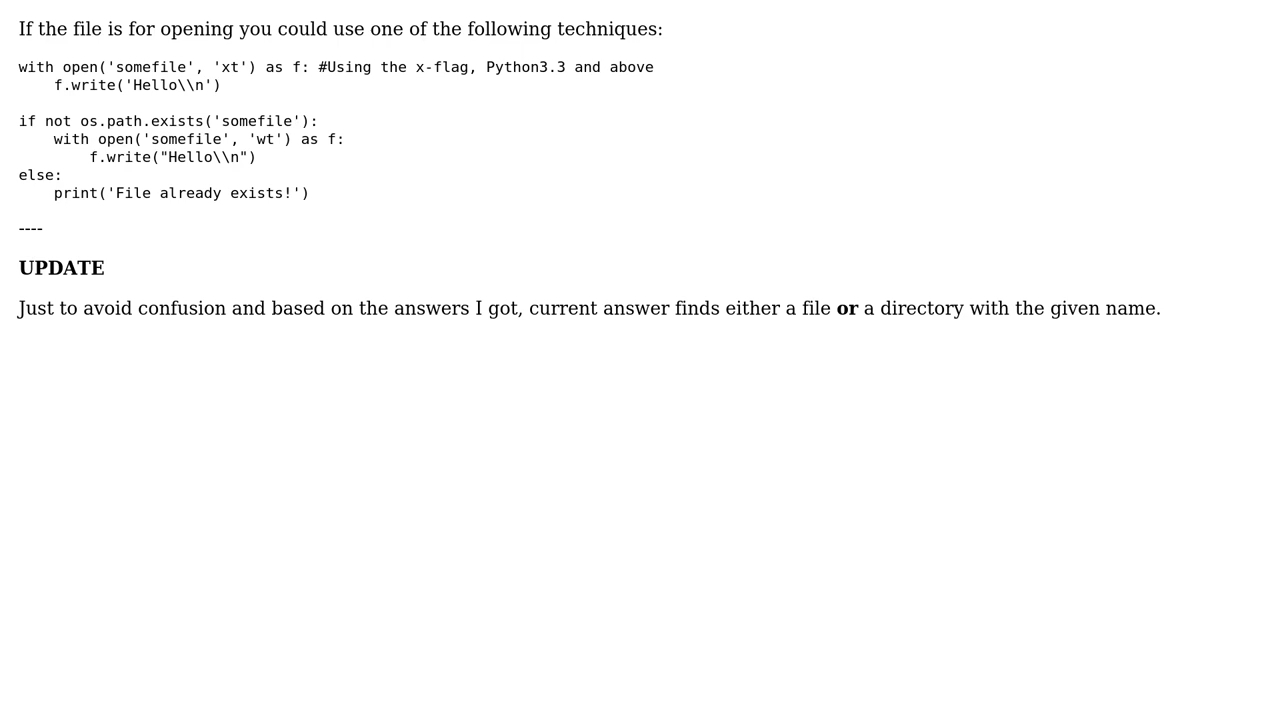 If the file is for opening you could use one of the following techniques:
with open('somefile', 'xt') as f: #Using the x-flag, Python3.3 and above
    f.write('Hello\\n')
if not os.path.exists('somefile'):
    with open('somefile', 'wt') as f:
        f.write("Hello\\n")
else:
    print('File already exists!')
----
UPDATE
Just to avoid confusion and based on the answers I got, current answer finds either a file or a directory with the given name.